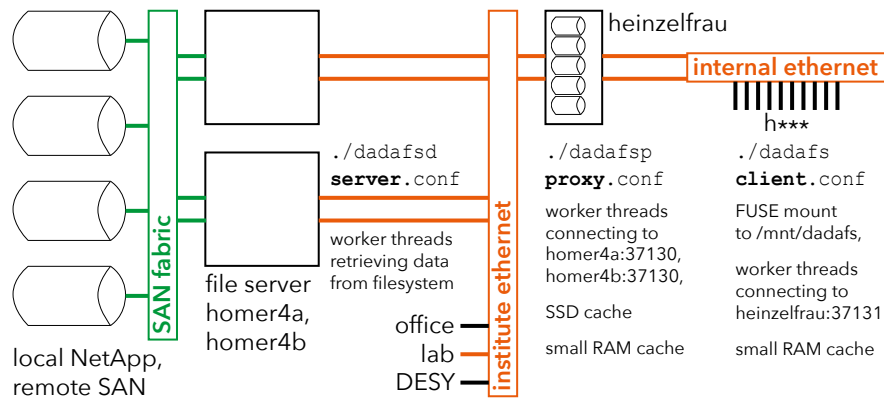 local NetApp,
remote SAN
SAN fabric
file server
homer4a,
homer4b
./dadafsd
server.conf
worker threads
retrieving data
from filesystem
office
lab
DESY
institute ethernet
heinzelfrau
./dadafsp
proxy.conf
worker threads
connecting to
homer4a:37130,
homer4b:37130,
SSD cache
small RAM cache
internal ethernet
h***
./dadafs
client.conf
FUSE mount
to /mnt/dadafs,
worker threads
connecting to
heinzelfrau:37131
small RAM cache